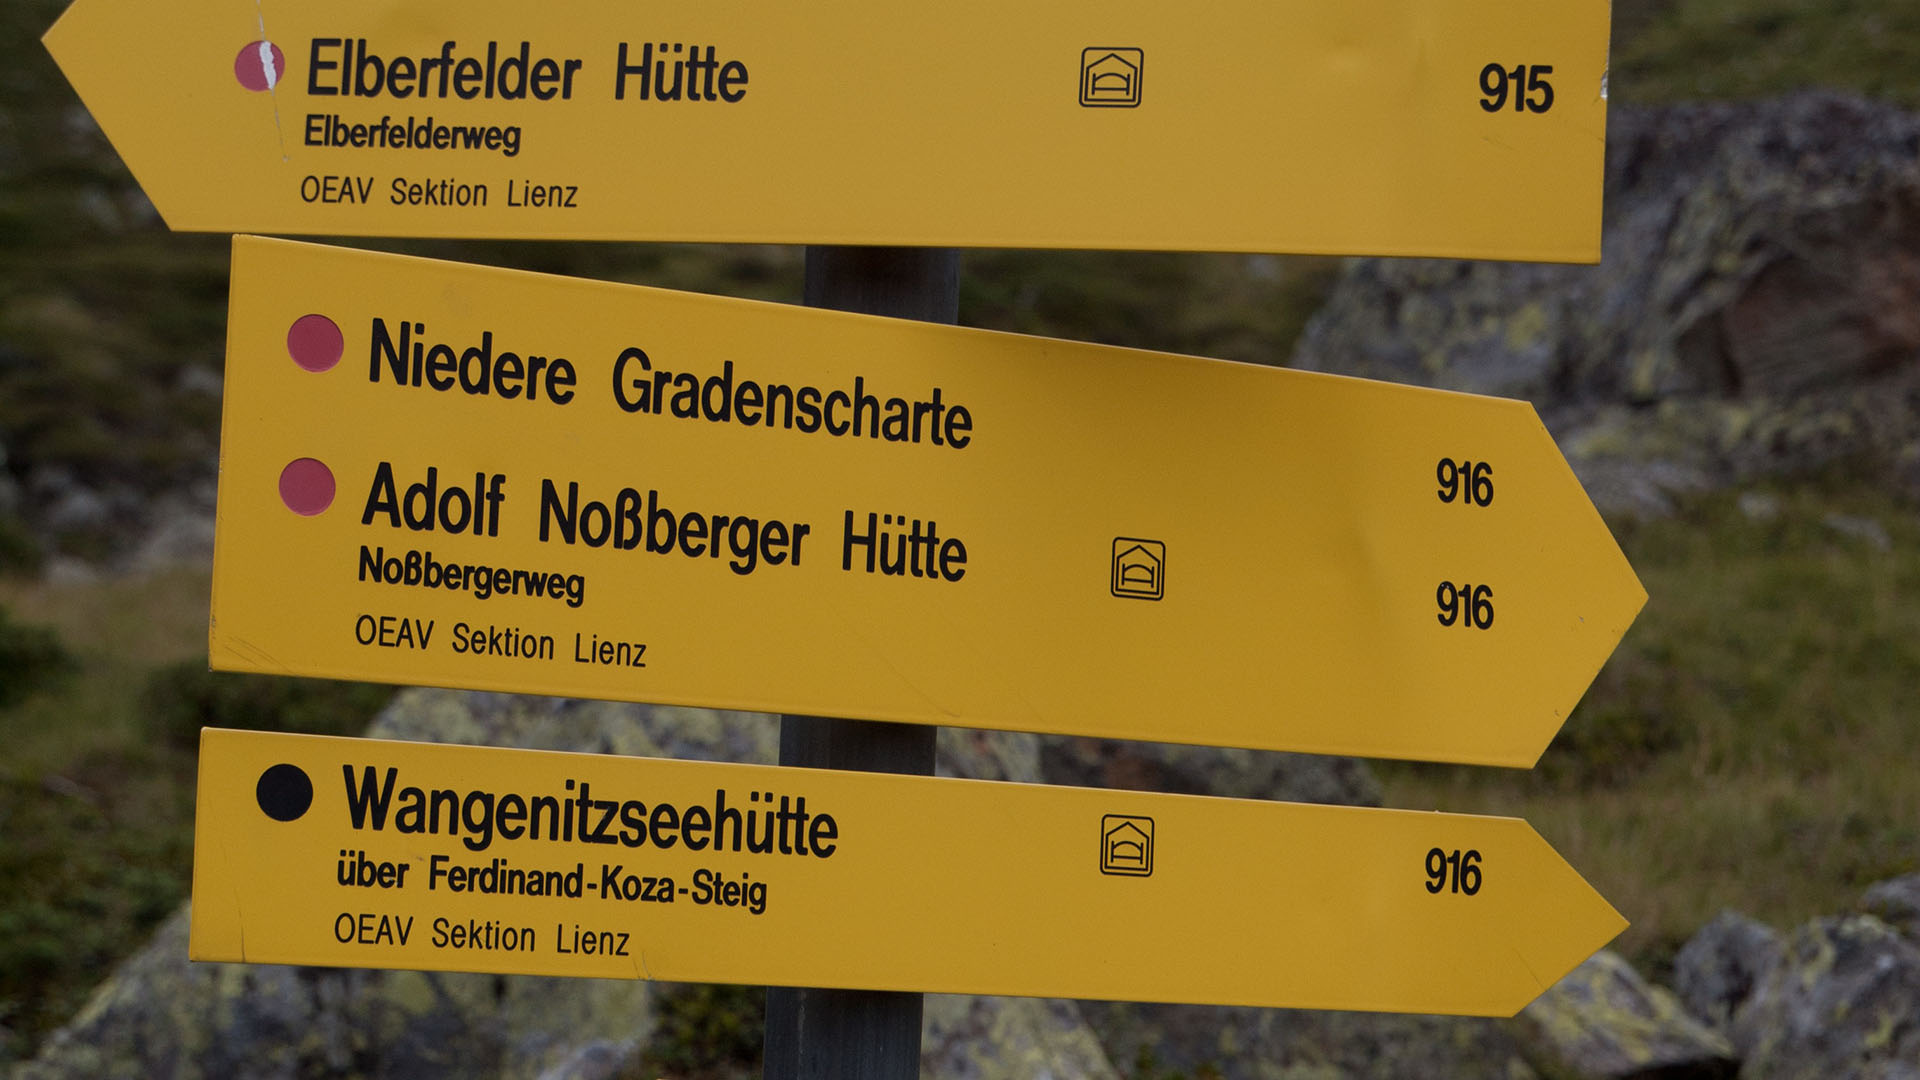 Elberfelder Hütte 915
Elberfelderweg
OEAV Sektion Lienz
Niedere Gradenscharte 916
Adolf Noßberger Hütte 916
Noßbergerweg
OEAV Sektion Lienz
Wangenitzseehütte 916
über Ferdinand-Koza-Steig
OEAV Sektion Lienz